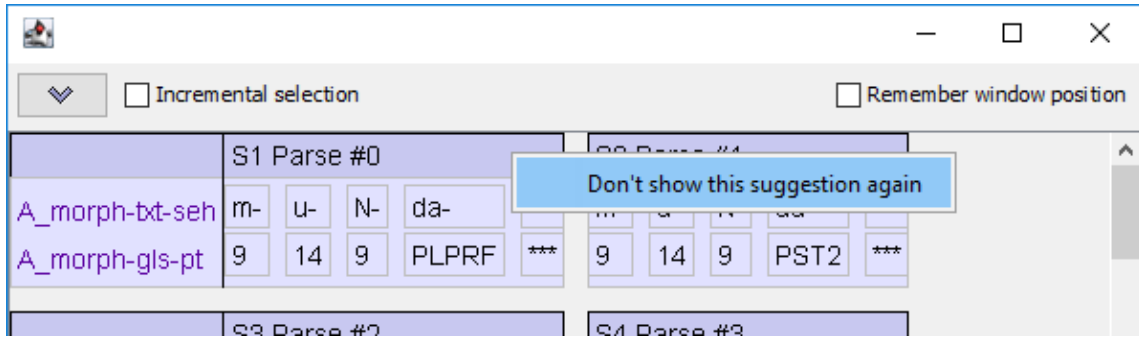 Incremental selection Remember window position
S1 Parse #0
Don't show this suggestion again
A_morph-txt-seh m- u- N- da-
A_morph-gls-pt 9 14 9 PLPRF *** 9 14 9 PST2 ***
S3 Parse #2 S4 Parse #3